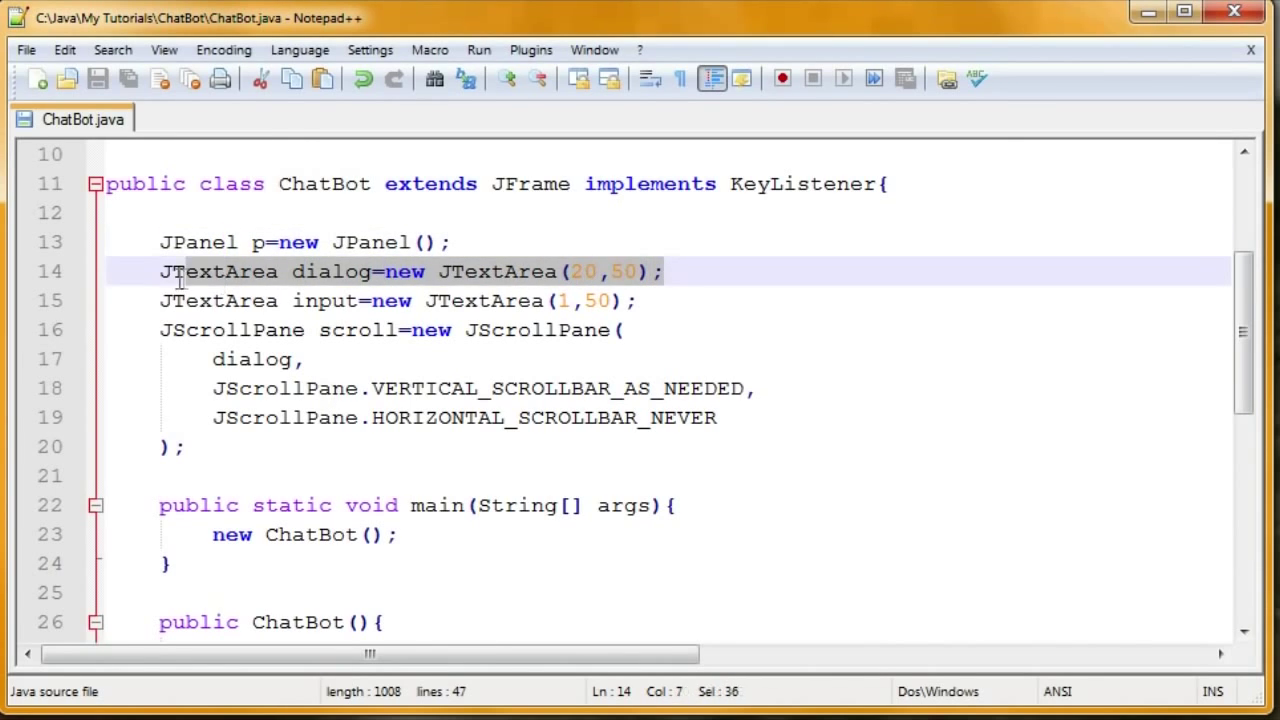 C:\Java\My Tutorials\ChatBot\ChatBot.java - Notepad++
File Edit Search View Encoding Language Settings Macro Run Plugins Window ? X
ABC
ChatBot.java
10
11 public class ChatBot extends JFrame implements KeyListener{
12
13 JPanel p=new JPanel();
14 JTextArea dialog=new JTextArea(20,50);
15 JTextArea input=new JTextArea(1,50);
16 JScrollPane scroll=new JScrollPane(
17 dialog,
18 JScrollPane.VERTICAL_SCROLLBAR_AS_NEEDED,
19 JScrollPane.HORIZONTAL_SCROLLBAR_NEVER
20 );
21
22 public static void main(String[] args){
23 new ChatBot();
24 }
25
26 public ChatBot(){
Java source file length : 1008 lines : 47 Ln : 14 Col : 7 Sel : 36 Dos\Windows ANSI INS